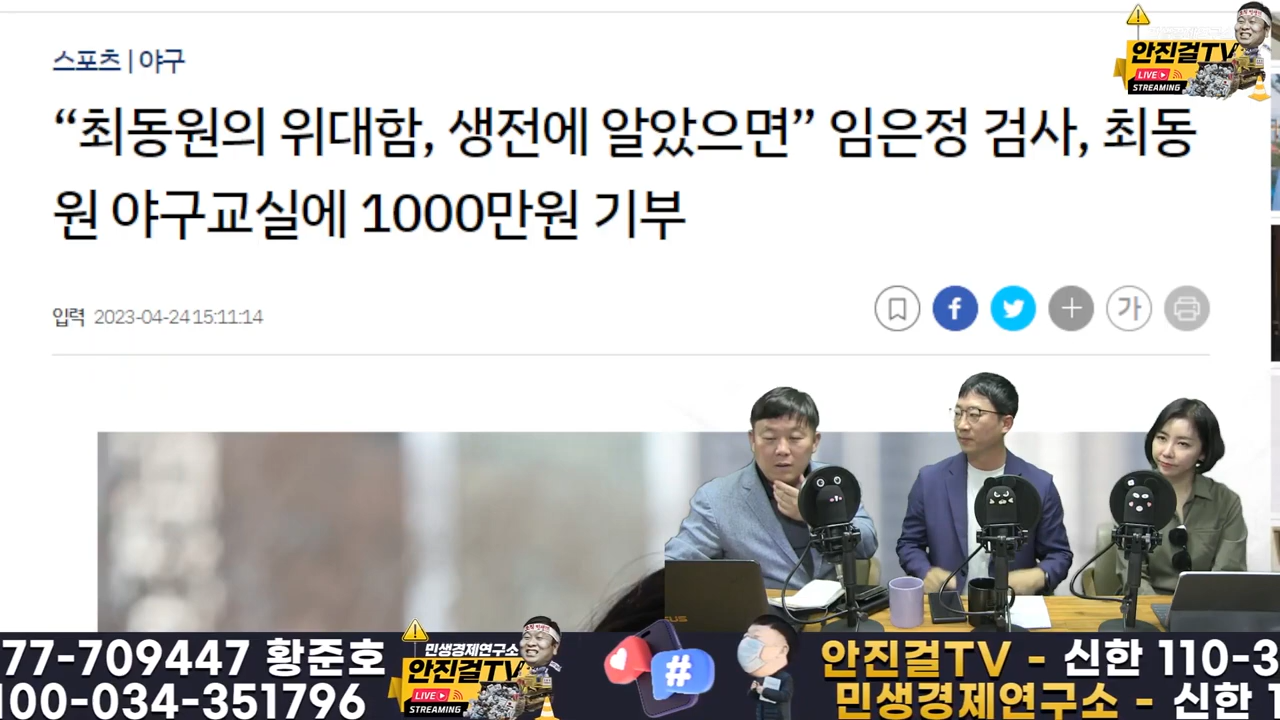 스포츠 | 야구
“최동원의 위대함, 생전에 알았으면” 임은정 검사, 최동
원 야구교실에 1000만원 기부
입력 2023-04-24 15:11:14
가
안진걸TV
LIVE
STREAMING
77-709447 황준호
00-034-351796
민생경제연구소
안진걸TV
LIVE
STREAMING
#
안진걸TV - 신한 110-3
민생경제연구소 - 신한 1